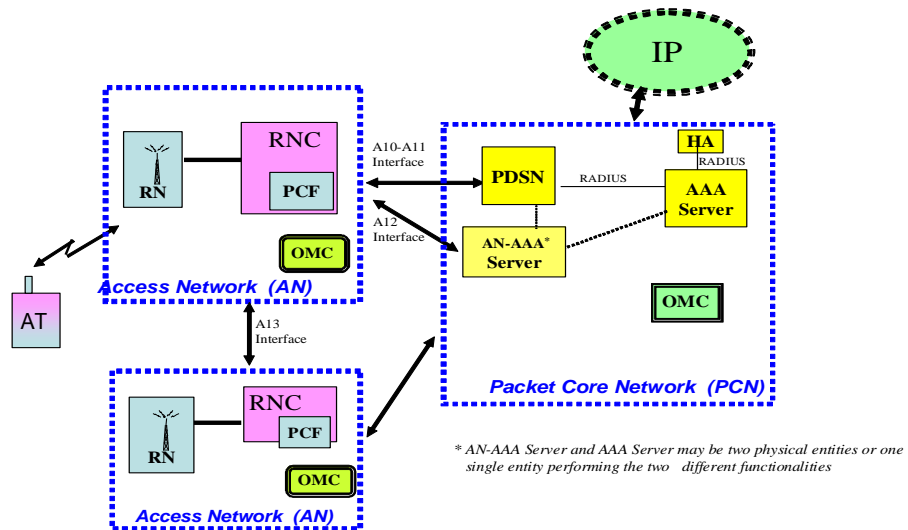 IP
RNC
PCF
RN
OMC
Access Network (AN)
AT
A10-A11
Interface
A12
Interface
A13
Interface
HA
RADIUS
PDSN
RADIUS
AAA
Server
AN-AAA*
Server
OMC
Packet Core Network (PCN)
RNC
PCF
RN
OMC
Access Network (AN)
* AN-AAA Server and AAA Server may be two physical entities or one
single entity performing the two different functionalities